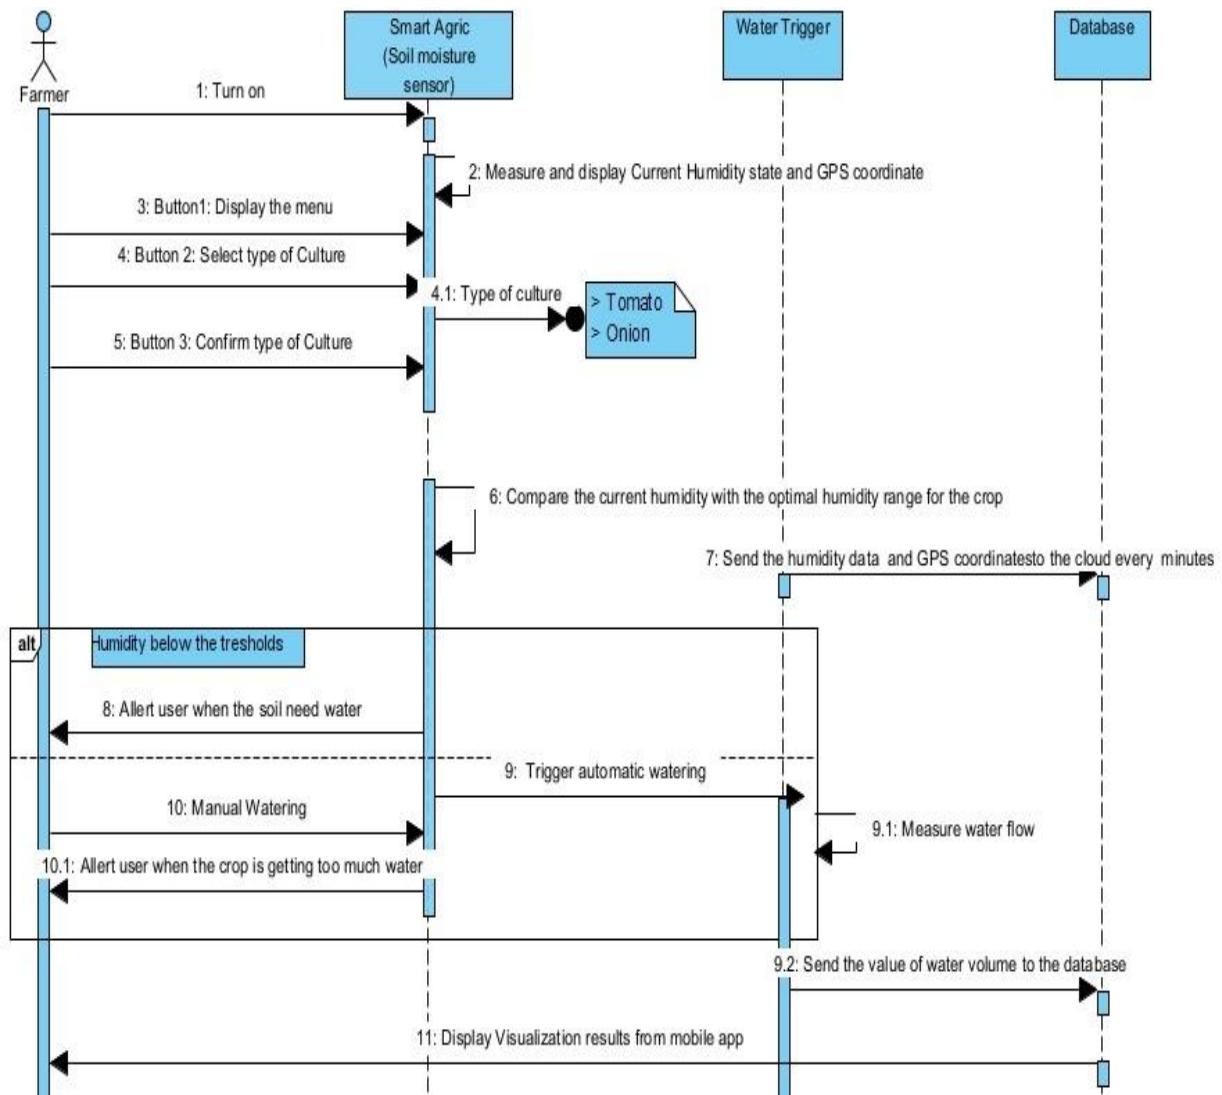 Farmer
Smart Agric
(Soil moisture
sensor)
Water Trigger
Database
1: Turn on
2: Measure and display Current Humidity state and GPS coordinate
3: Button1: Display the menu
4: Button 2: Select type of Culture
4.1: Type of culture
> Tomato
> Onion
5: Button 3: Confirm type of Culture
6: Compare the current humidity with the optimal humidity range for the crop
7: Send the humidity data and GPS coordinatesto the cloud every minutes
alt
Humidity below the tresholds
8: Allert user when the soil need water
9: Trigger automatic watering
10: Manual Watering
9.1: Measure water flow
10.1: Allert user when the crop is getting too much water
9.2: Send the value of water volume to the database
11: Display Visualization results from mobile app